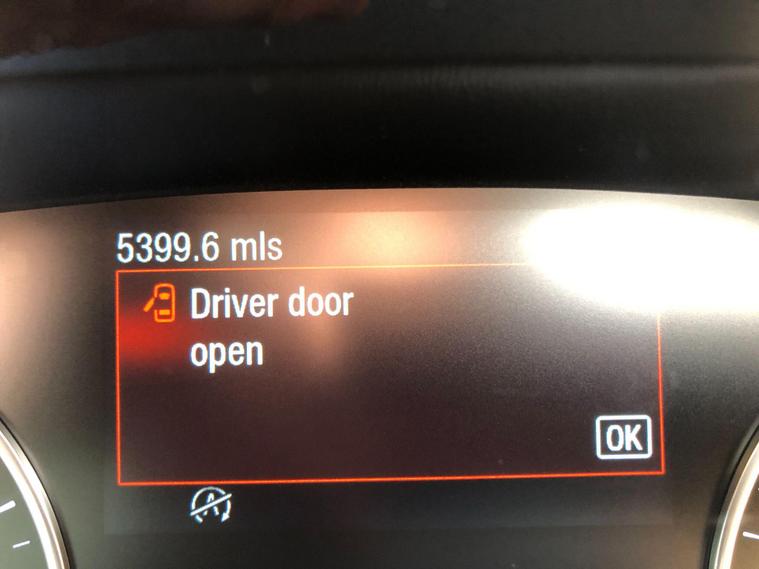 5399.6 mls
Driver door
open
OK